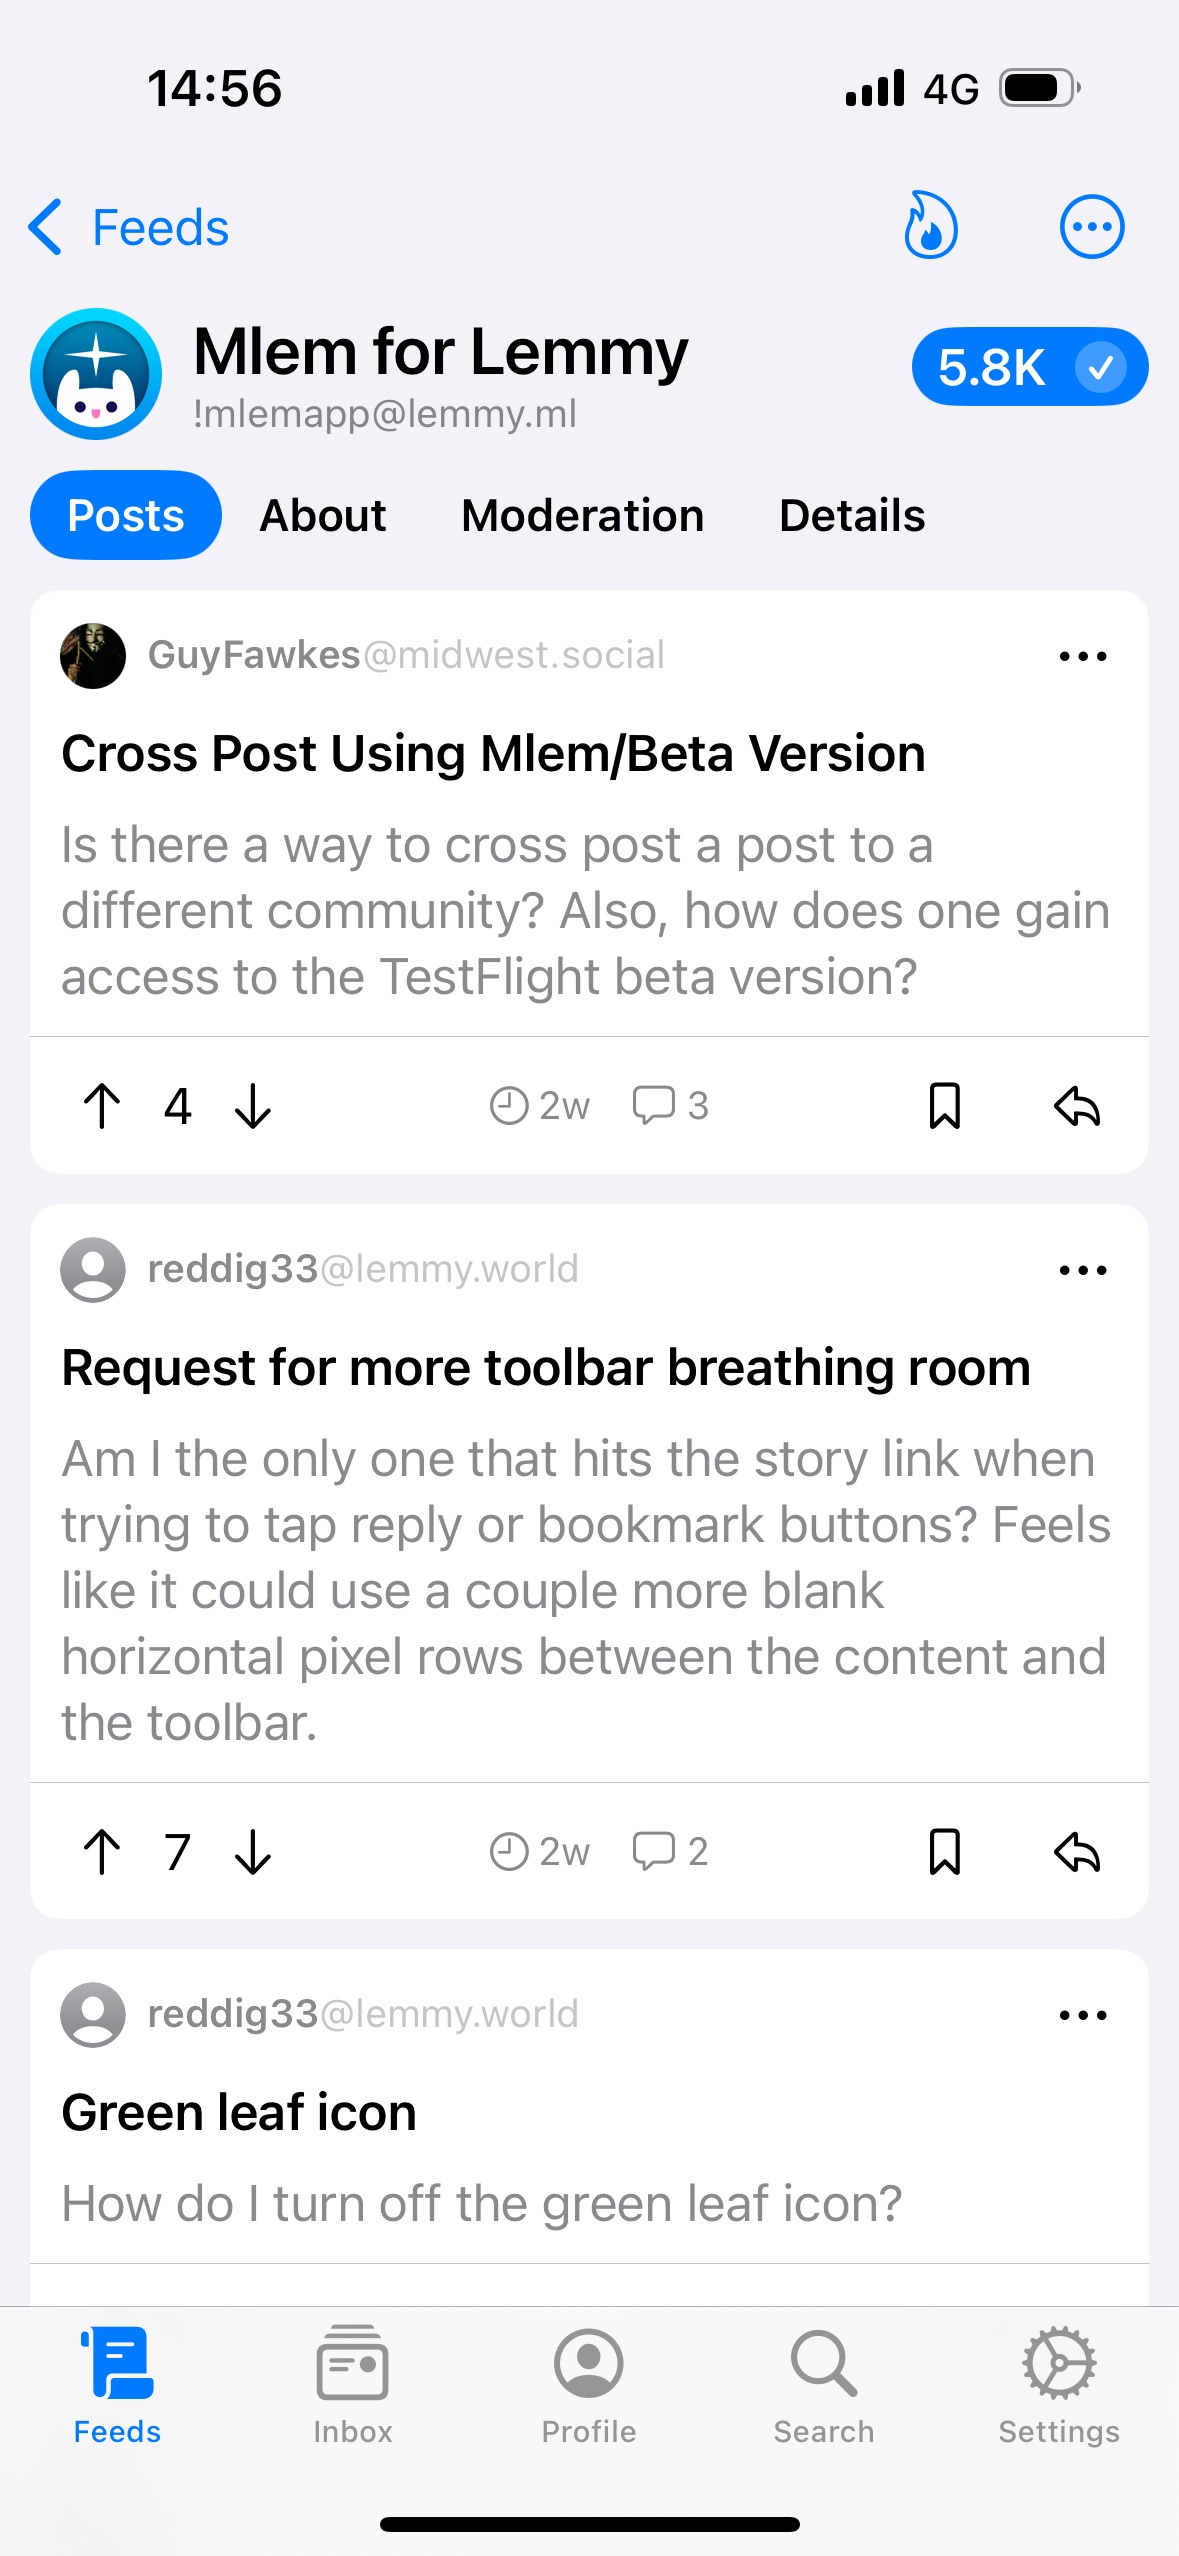 14:56 4G
Feeds
Mlem for Lemmy
5.8K
!mlemapp@lemmy.ml
Posts About Moderation Details
GuyFawkes@midwest.social
Cross Post Using Mlem/Beta Version
Is there a way to cross post a post to a
different community? Also, how does one gain
access to the TestFlight beta version?
4 2w 3
reddig33@lemmy.world
Request for more toolbar breathing room
Am I the only one that hits the story link when
trying to tap reply or bookmark buttons? Feels
like it could use a couple more blank
horizontal pixel rows between the content and
the toolbar.
7 2w 2
reddig33@lemmy.world
Green leaf icon
How do I turn off the green leaf icon?
Feeds Inbox Profile Search Settings